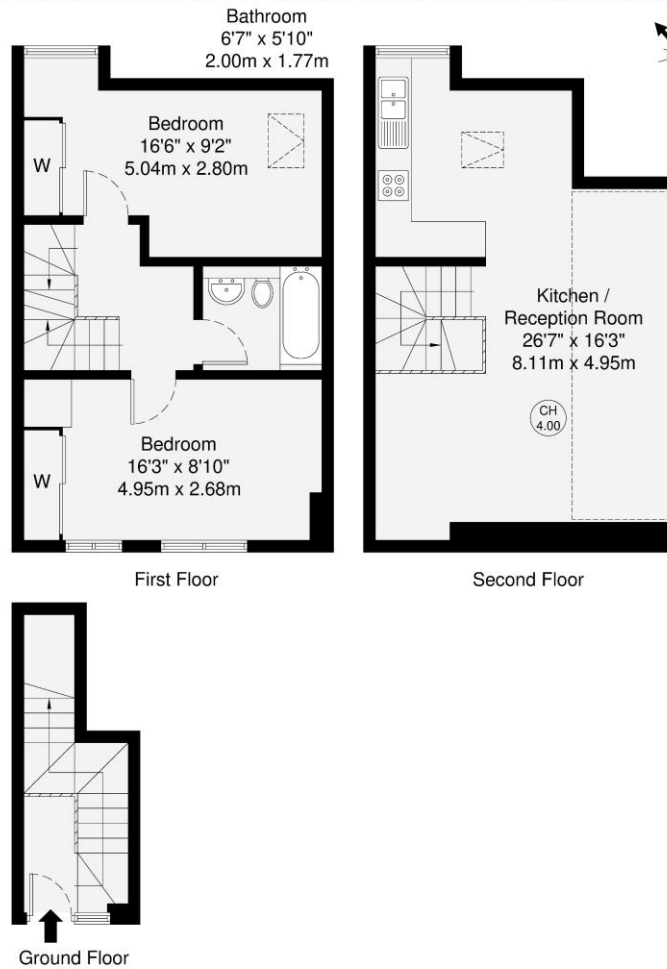 Bathroom
6'7" x 5'10"
2.00m x 1.77m
Bedroom
16'6" x 9'2"
5.04m x 2.80m
W
Kitchen /
Reception Room
26'7" x 16'3"
8.11m x 4.95m
CH
4.00
Bedroom
16'3" x 8'10"
4.95m x 2.68m
W
First Floor
Second Floor
Ground Floor